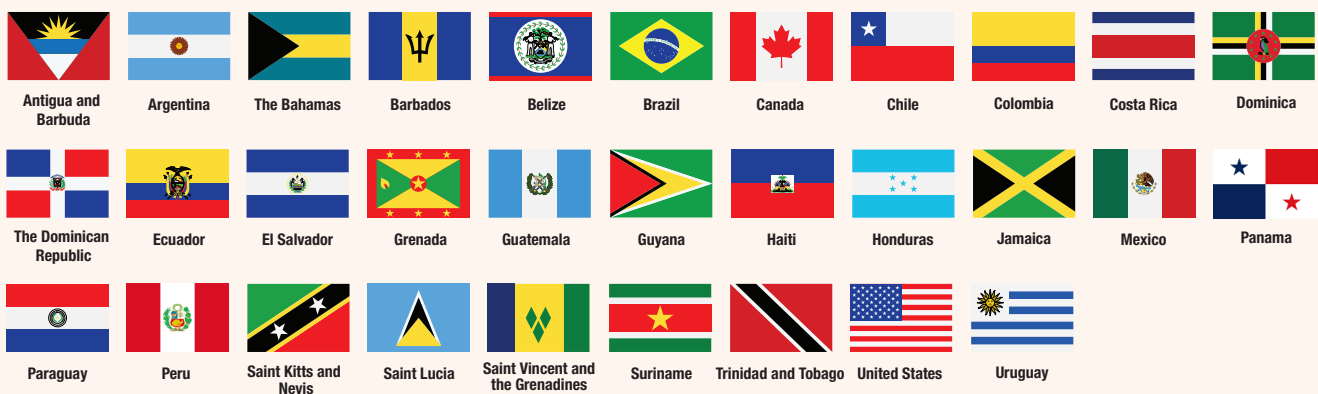 Antigua and
Barbuda
Argentina
The Bahamas
Barbados
Belize
Brazil
Canada
Chile
Colombia
Costa Rica
Dominica
The Dominican
Republic
Ecuador
El Salvador
Grenada
Guatemala
Guyana
Haiti
Honduras
Jamaica
Mexico
Panama
Paraguay
Peru
Saint Kitts and
Nevis
Saint Lucia
Saint Vincent and
the Grenadines
Suriname
Trinidad and Tobago
United States
Uruguay